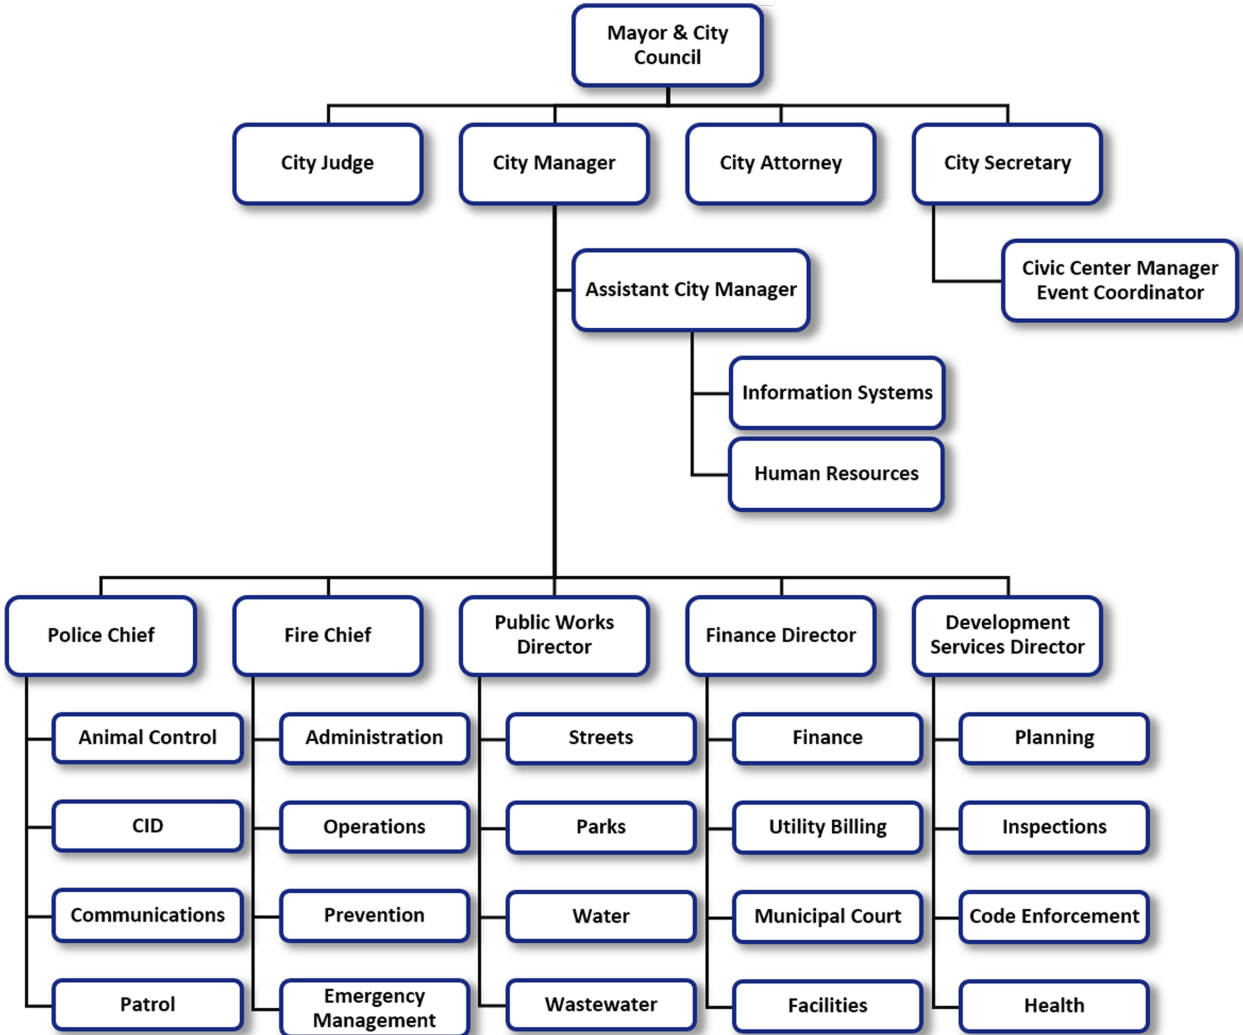 Mayor & City
Council
City Judge
City Manager
City Attorney
City Secretary
Civic Center Manager
Event Coordinator
Assistant City Manager
Information Systems
Human Resources
Police Chief
Fire Chief
Public Works
Director
Finance Director
Development
Services Director
Animal Control
Administration
Streets
Finance
Planning
CID
Operations
Parks
Utility Billing
Inspections
Communications
Prevention
Water
Municipal Court
Code Enforcement
Patrol
Emergency
Management
Wastewater
Facilities
Health